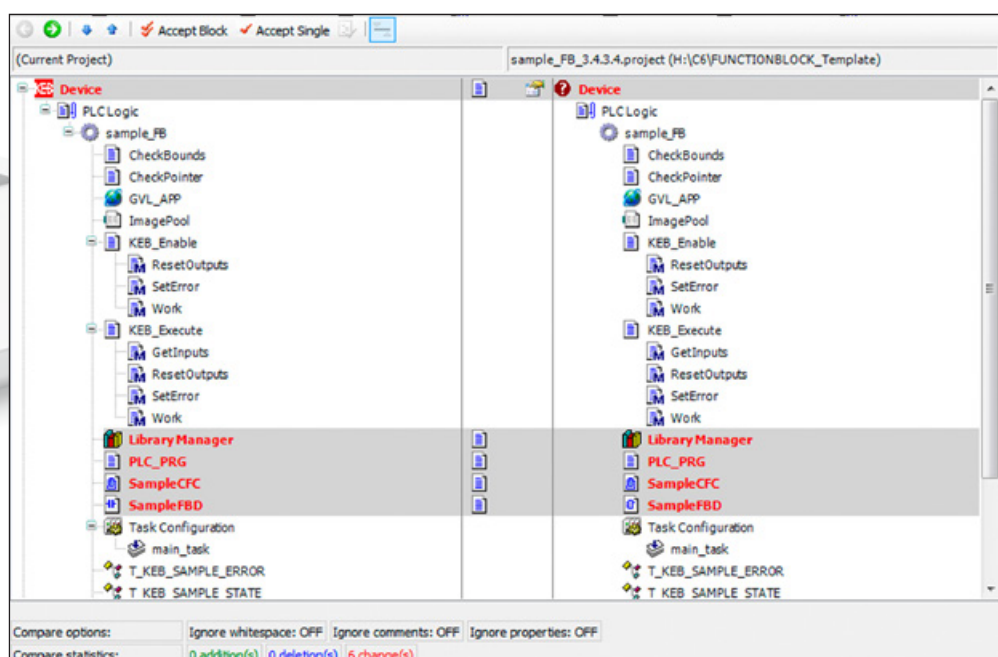 Accept Block Accept Single
(Current Project) sample_FB_3.4.3.4.project (H:\C6\FUNCTIONBLOCK_Template)
KEB Device Device
PLC Logic PLC Logic
sample_FB sample_FB
CheckBounds CheckBounds
CheckPointer CheckPointer
GVL_APP GVL_APP
ImagePool ImagePool
KEB_Enable KEB_Enable
ResetOutputs ResetOutputs
SetError SetError
Work Work
KEB_Execute KEB_Execute
GetInputs GetInputs
ResetOutputs ResetOutputs
SetError SetError
Work Work
Library Manager Library Manager
PLC_PRG PLC_PRG
SampleCFC SampleCFC
SampleFBD SampleFBD
Task Configuration Task Configuration
main_task main_task
T_KEB_SAMPLE_ERROR T_KEB_SAMPLE_ERROR
T_KEB_SAMPLE_STATE T_KEB_SAMPLE_STATE
Compare options: Ignore whitespace: OFF Ignore comments: OFF Ignore properties: OFF
Compare statistics: 0 addition(s) 0 deletion(s) 6 change(s)